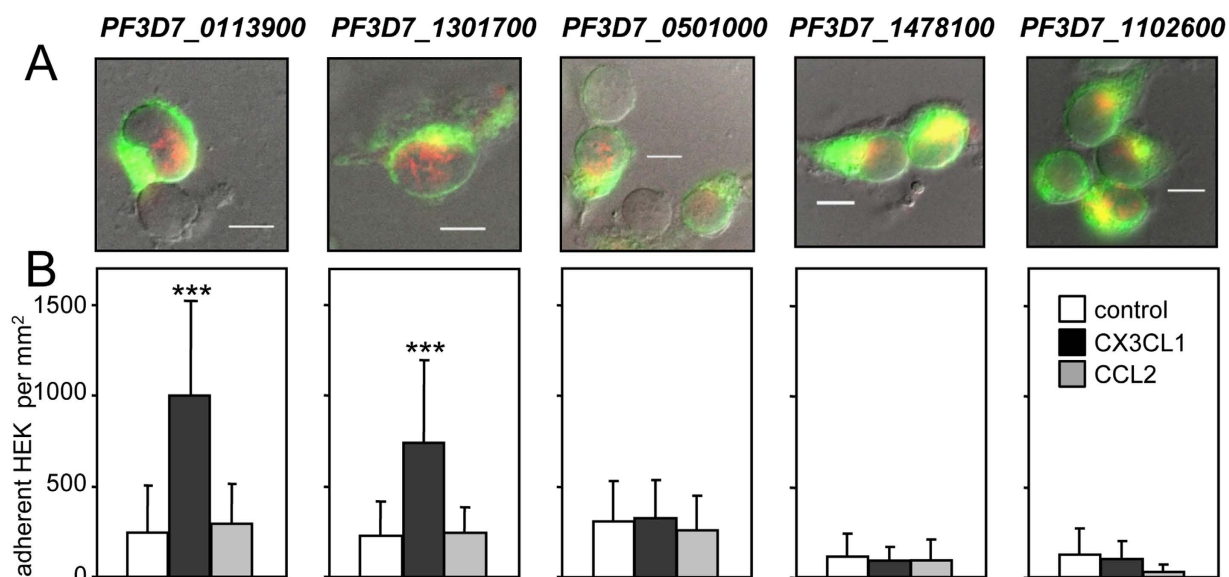 PF3D7_0113900 PF3D7_1301700 PF3D7_0501000 PF3D7_1478100 PF3D7_1102600
A
B
adherent HEK per mm²
1500
1000
500
0
***
***
control
CX3CL1
CCL2